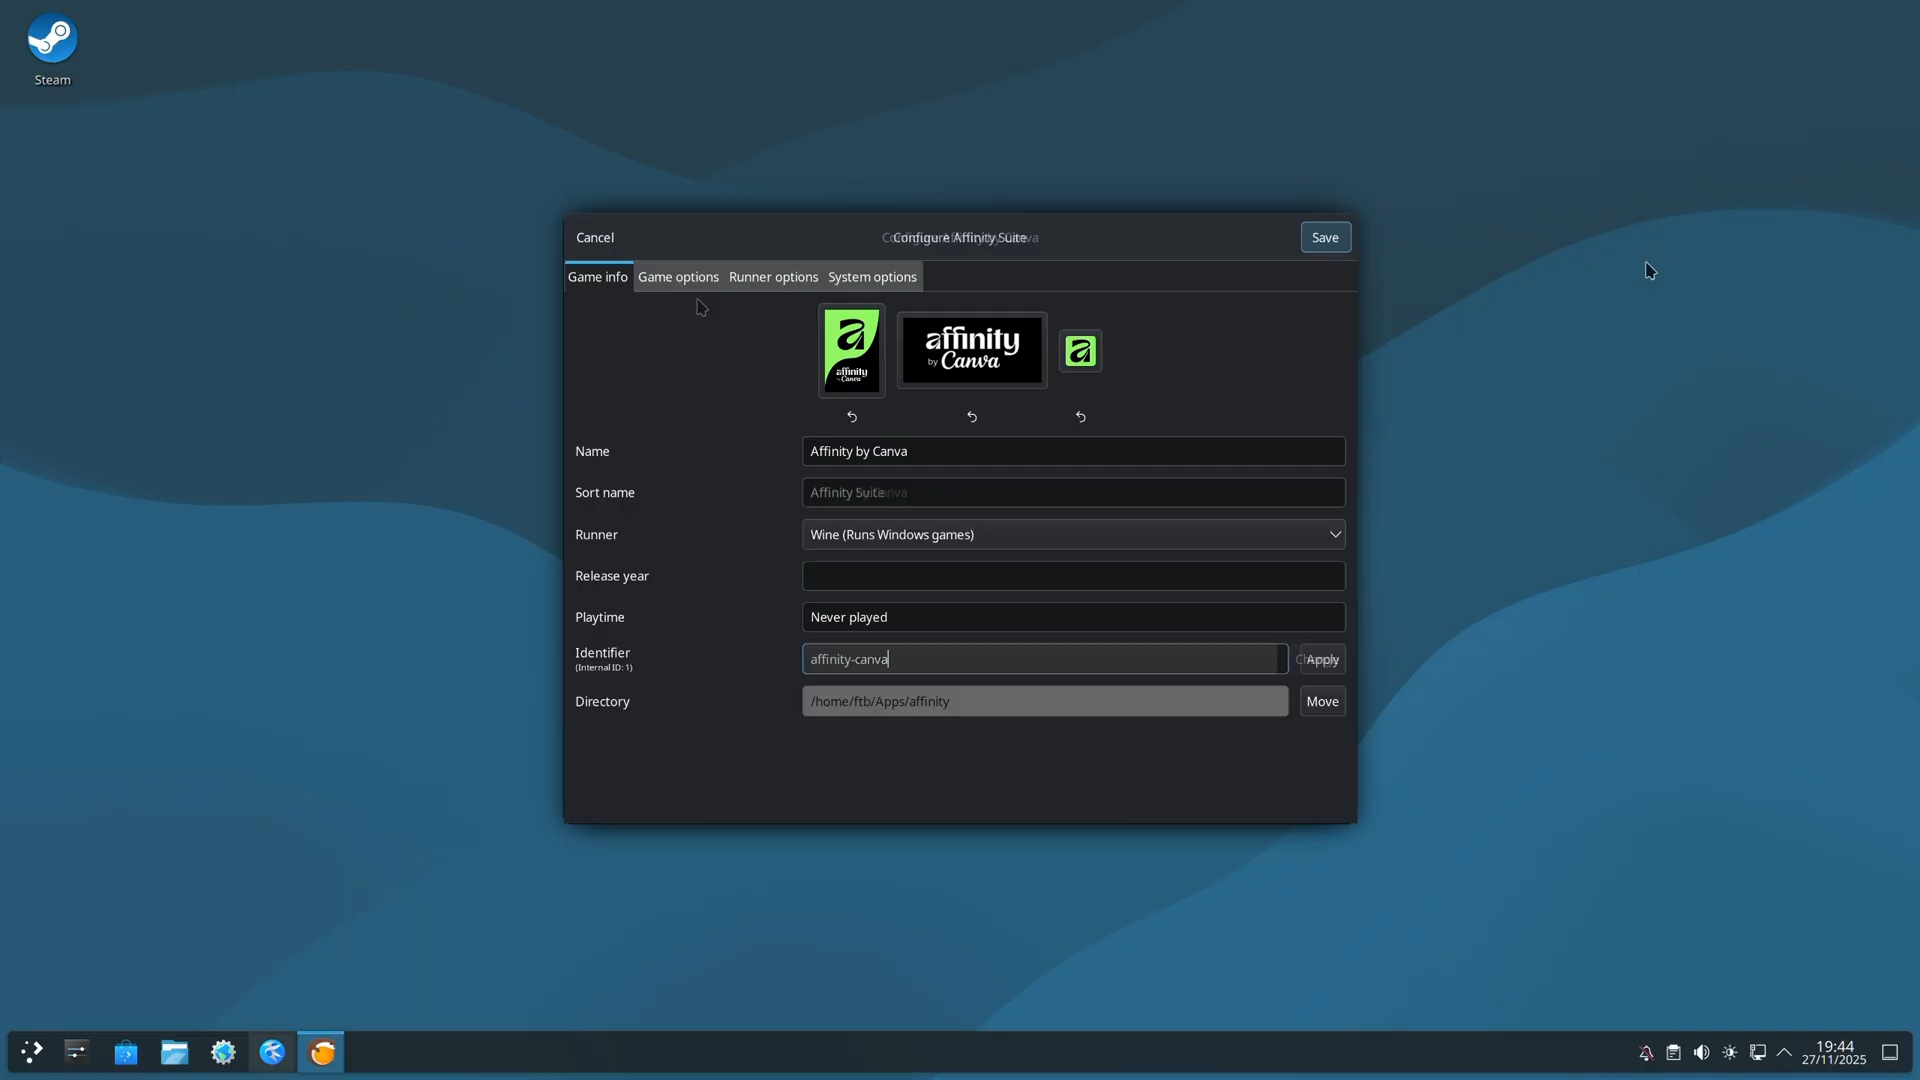 Steam
Cancel
Configure Affinity Suite
Save
Game info
Game options
Runner options
System options
affinity
by Canva
affinity
by Canva
Name
Affinity by Canva
Sort name
Affinity Suite
Runner
Wine (Runs Windows games)
Release year
Playtime
Never played
Identifier
(Internal ID: 1)
affinity-canva
Apply
Directory
/home/ftb/Apps/affinity
Move
19:44
27/11/2025